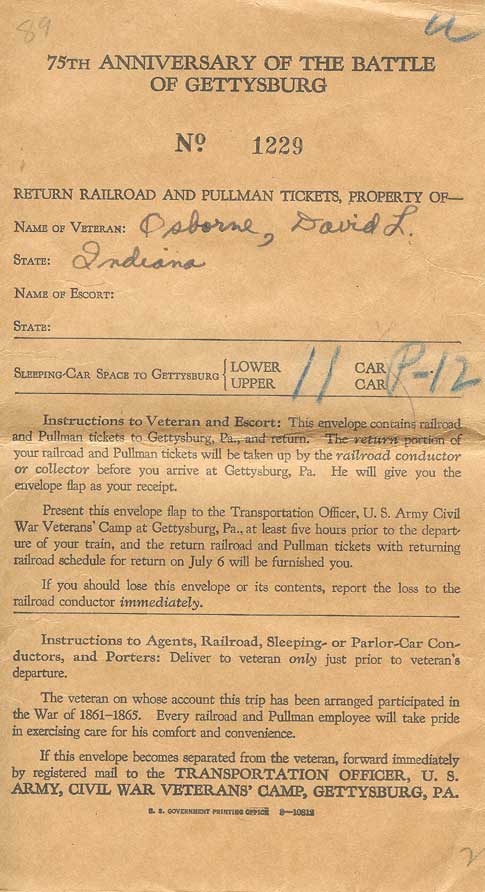 89
75TH ANNIVERSARY OF THE BATTLE
OF GETTYSBURG
Nº 1229
RETURN RAILROAD AND PULLMAN TICKETS, PROPERTY OF—
NAME OF VETERAN: Osborne, David L.
STATE: Indiana
NAME OF ESCORT:
STATE:
SLEEPING-CAR SPACE TO GETTYSBURG { LOWER 11 CAR P-12
UPPER CAR
Instructions to Veteran and Escort: This envelope contains railroad
and Pullman tickets to Gettysburg, Pa., and return. The return portion of
your railroad and Pullman tickets will be taken up by the railroad conductor
or collector before you arrive at Gettysburg, Pa. He will give you the
envelope flap as your receipt.
Present this envelope flap to the Transportation Officer, U. S. Army Civil
War Veterans' Camp at Gettysburg, Pa., at least five hours prior to the depart-
ure of your train, and the return railroad and Pullman tickets with returning
railroad schedule for return on July 6 will be furnished you.
If you should lose this envelope or its contents, report the loss to the
railroad conductor immediately.
Instructions to Agents, Railroad, Sleeping- or Parlor-Car Con-
ductors, and Porters: Deliver to veteran only just prior to veteran's
departure.
The veteran on whose account this trip has been arranged participated in
the War of 1861–1865. Every railroad and Pullman employee will take pride
in exercising care for his comfort and convenience.
If this envelope becomes separated from the veteran, forward immediately
by registered mail to the TRANSPORTATION OFFICER, U. S.
ARMY, CIVIL WAR VETERANS' CAMP, GETTYSBURG, PA.
U. S. GOVERNMENT PRINTING OFFICE 8—10812
2